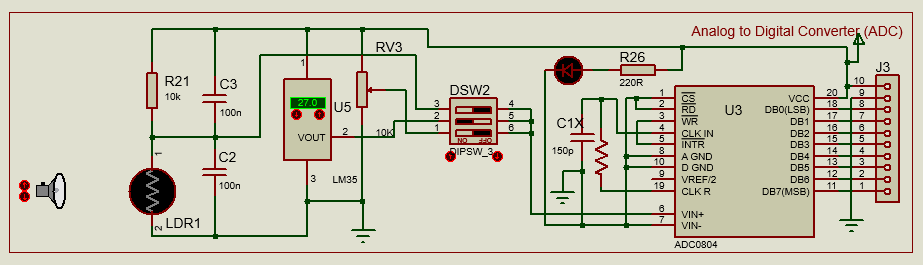 Analog to Digital Converter (ADC)
RV3
R26
J3
R21
C3
1
27.0
U5
DSW2
220R
U3
10
10k
100n
VOUT
2
10K
3
4
2
5
1
6
ON
OFF
DIPSW_3
C1X
150p
1
CS
VCC
20
9
2
RD
DB0(LSB)
18
8
3
WR
DB1
17
7
4
CLK IN
DB2
16
6
5
INTR
DB3
15
5
8
A GND
DB4
14
4
10
D GND
DB5
13
3
9
VREF/2
DB6
12
2
19
CLK R
DB7(MSB)
11
1
1
C2
100n
3
LM35
LDR1
2
6
VIN+
7
VIN-
ADC0804